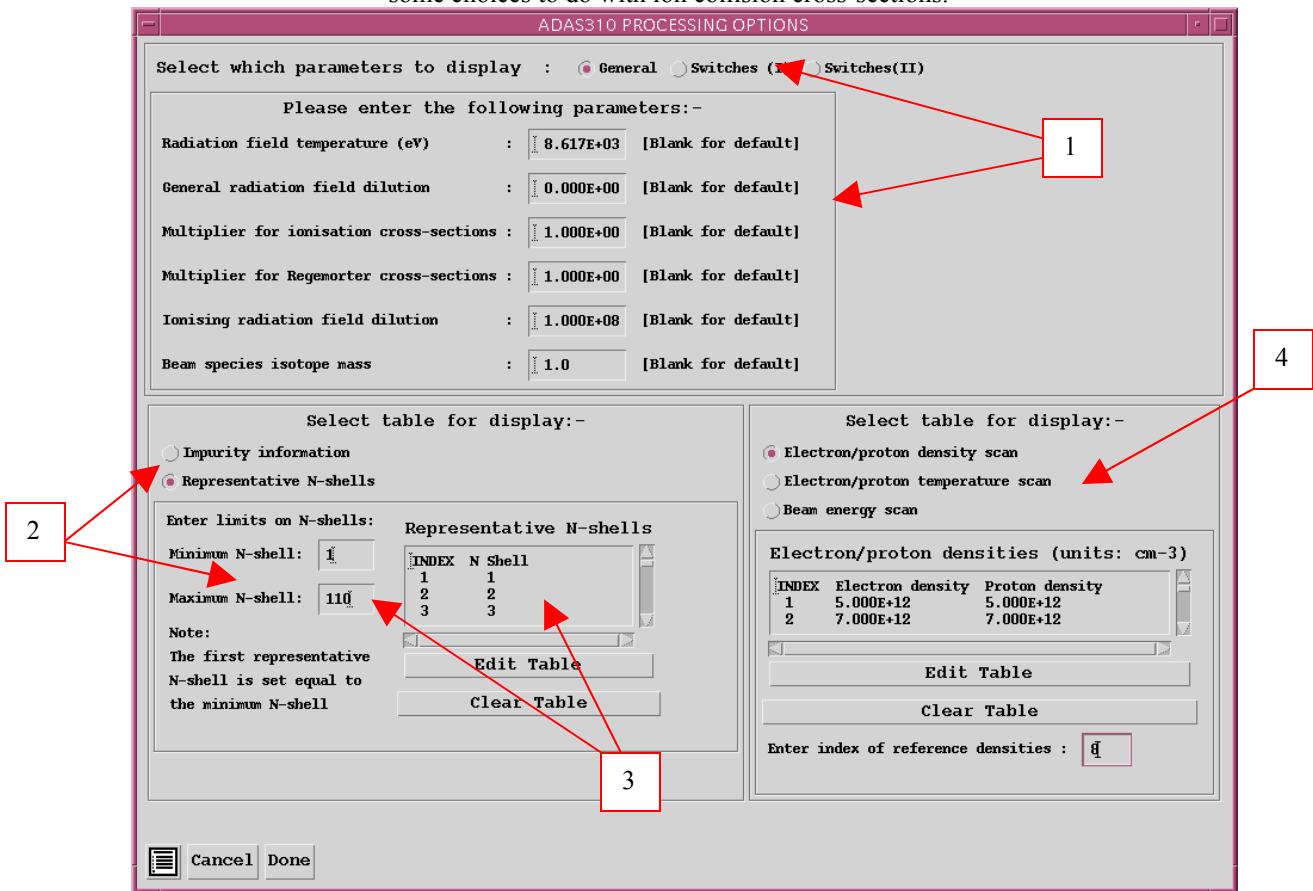 some choices to do with ion collision cross-sections.
ADAS310 PROCESSING OPTIONS
Select which parameters to display : General Switches (I) Switches(II)
Please enter the following parameters:-
Radiation field temperature (eV) : 8.617E+03 [Blank for default]
General radiation field dilution : 0.000E+00 [Blank for default]
Multiplier for ionisation cross-sections : 1.000E+00 [Blank for default]
Multiplier for Regemorter cross-sections : 1.000E+00 [Blank for default]
Ionising radiation field dilution : 1.000E+08 [Blank for default]
Beam species isotope mass : 1.0 [Blank for default]
1
4
Select table for display:-
Impurity information
Representative N-shells
2
Enter limits on N-shells:
Minimum N-shell: 1
Maximum N-shell: 110
Note:
The first representative
N-shell is set equal to
the minimum N-shell
Representative N-shells
INDEX N Shell
1 1
2 2
3 3
Edit Table
Clear Table
3
Select table for display:-
Electron/proton density scan
Electron/proton temperature scan
Beam energy scan
Electron/proton densities (units: cm-3)
INDEX Electron density Proton density
1 5.000E+12 5.000E+12
2 7.000E+12 7.000E+12
Edit Table
Clear Table
Enter index of reference densities : 8
Cancel Done